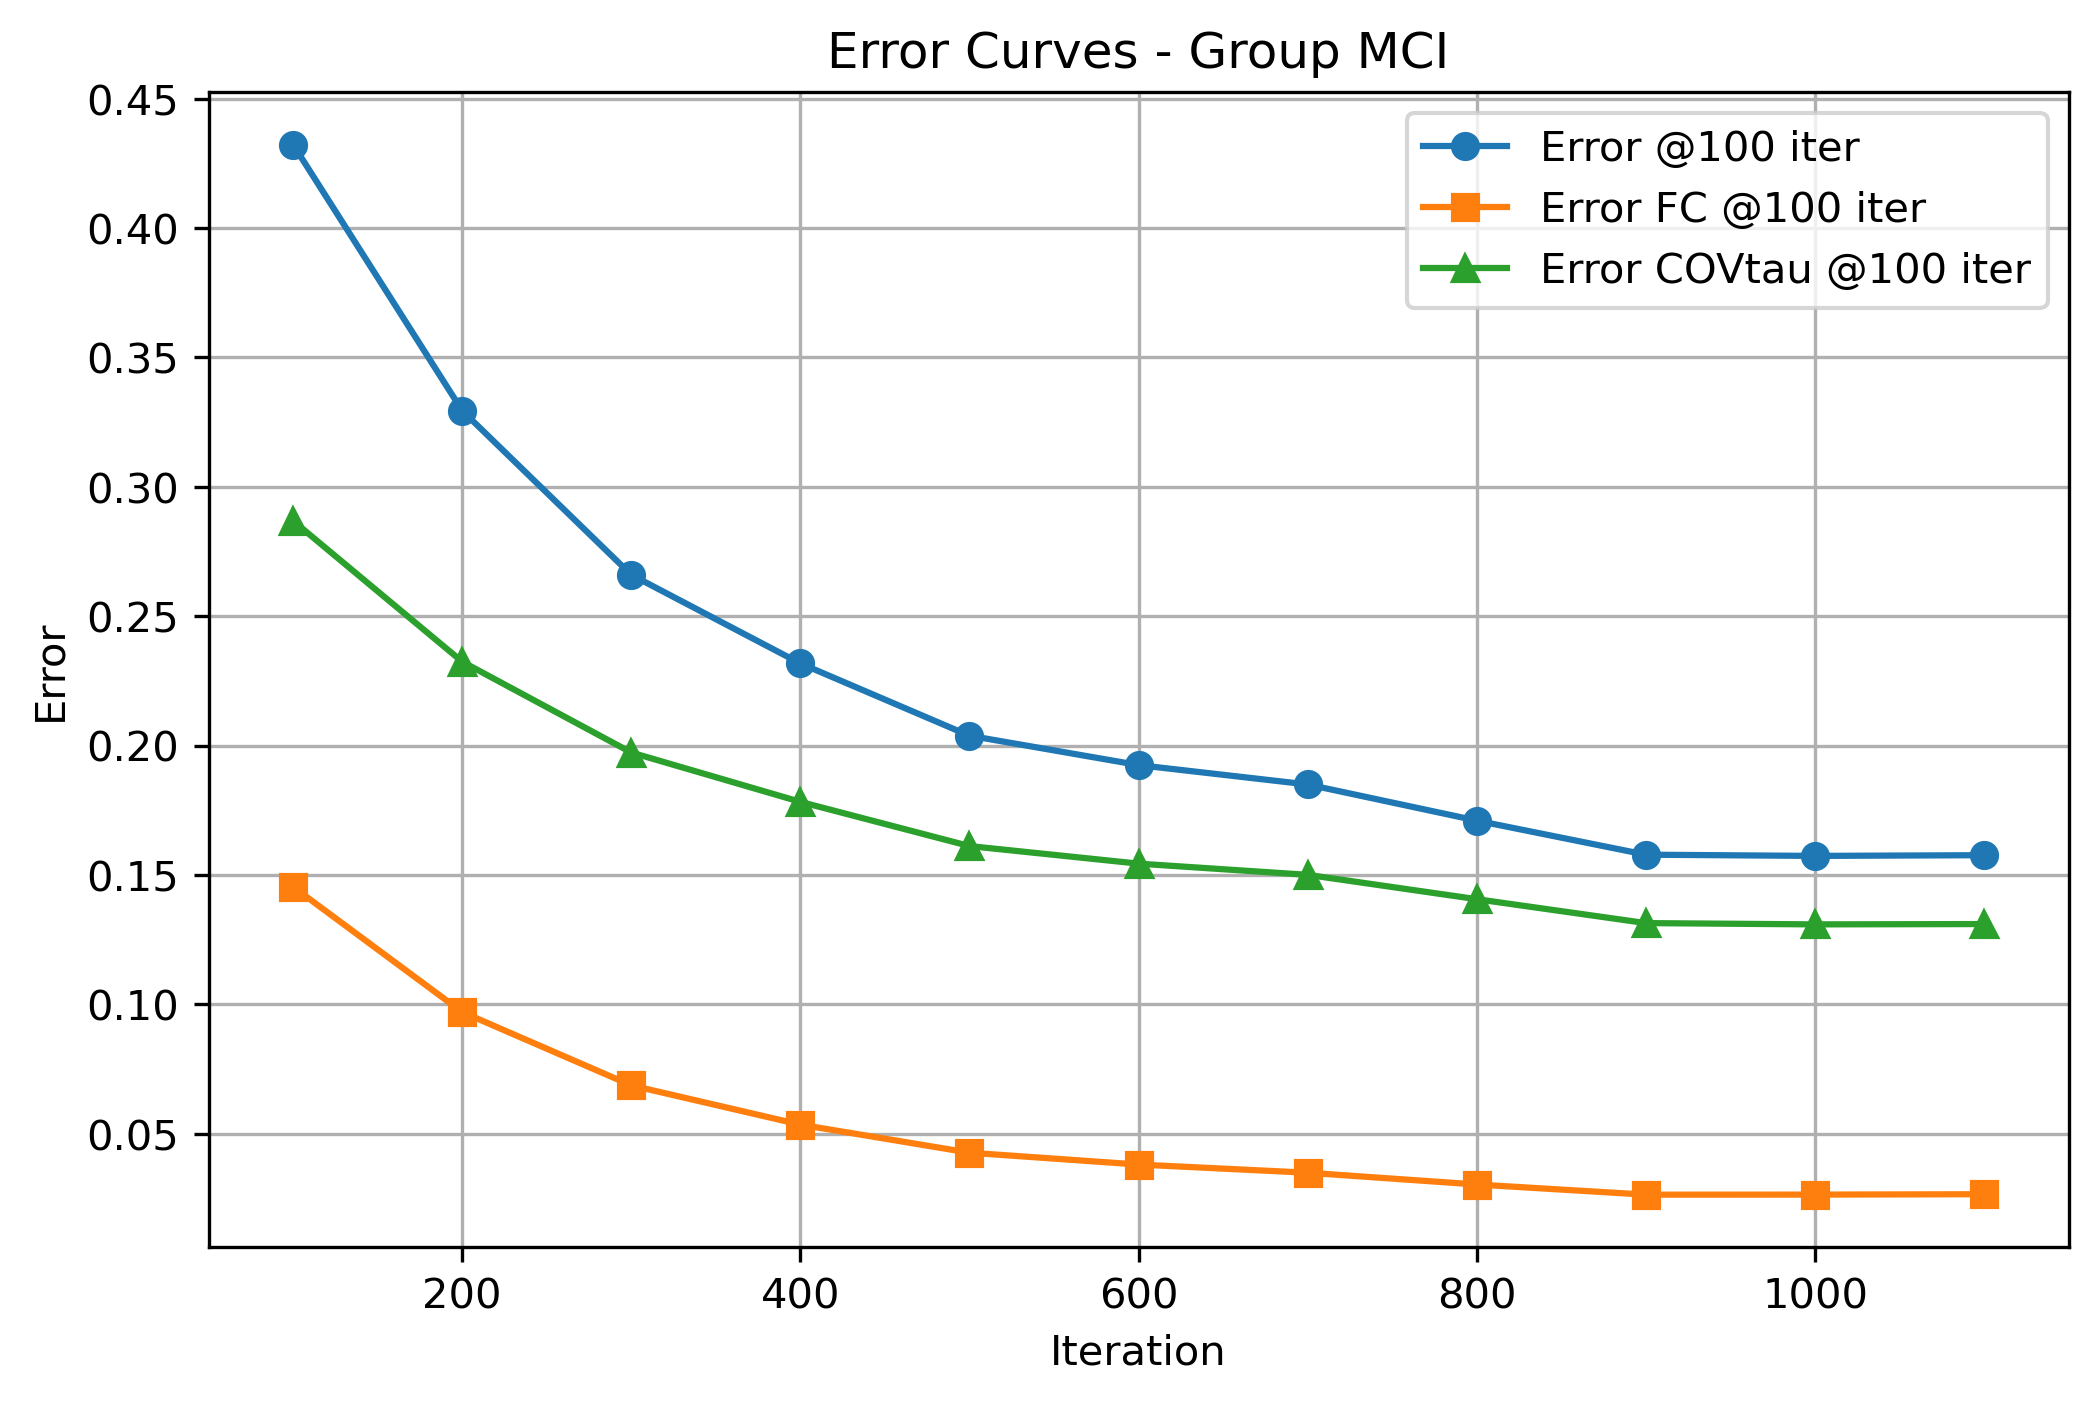 Error Curves - Group MCI
0.45
0.40
0.35
0.30
0.25
0.20
0.15
0.10
0.05
Error
Error @100 iter
Error FC @100 iter
Error COVtau @100 iter
200 400 600 800 1000
Iteration